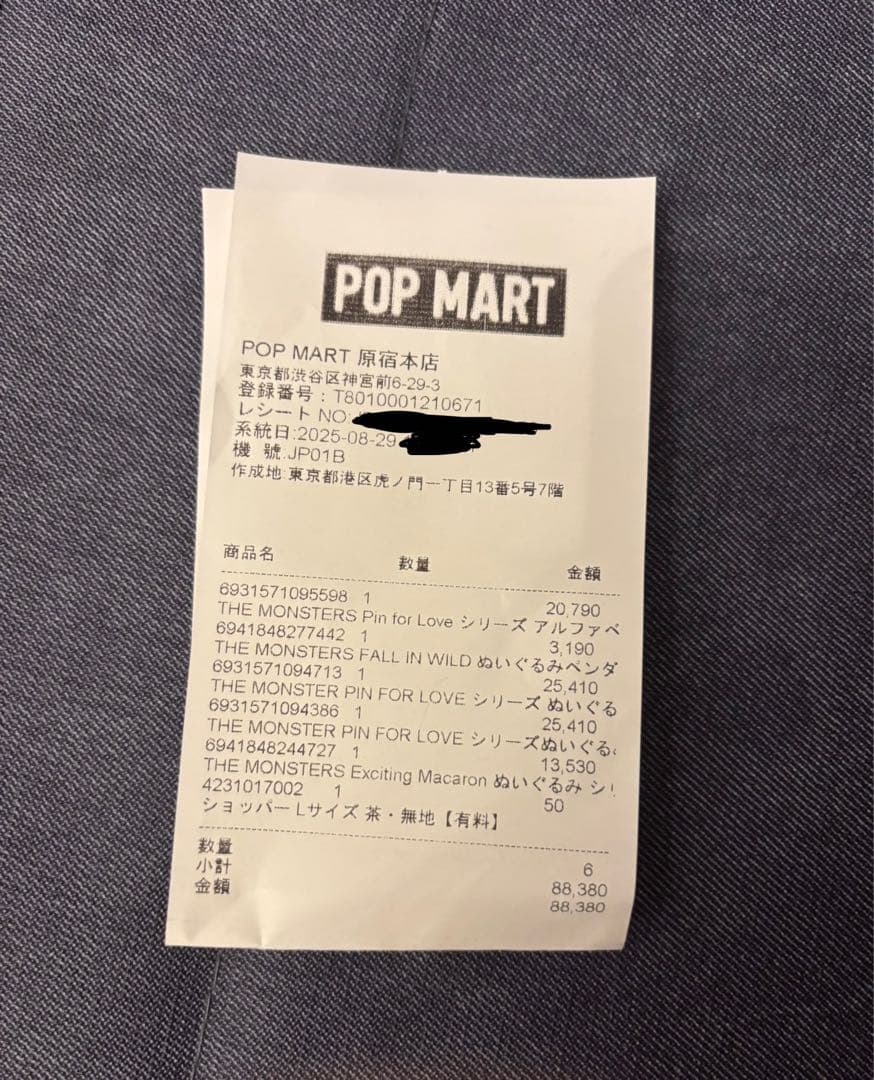 POP MART
POP MART 原宿本店
東京都渋谷区神宮前6-29-3
登録番号：T8010001210671
レシートNO:
系統日:2025-08-29
機 號:JP01B
作成地:東京都港区虎ノ門一丁目13番5号7階
商品名 数量 金額
6931571095598 1 20,790
THE MONSTERS Pin for Love シリーズ アルファベ
6941848277442 1 3,190
THE MONSTERS FALL IN WILD ぬいぐるみペンダ
6931571094713 1 25,410
THE MONSTER PIN FOR LOVE シリーズ ぬいぐる
6931571094386 1 25,410
THE MONSTER PIN FOR LOVE シリーズぬいぐる
6941848244727 1 13,530
THE MONSTERS Exciting Macaron ぬいぐるみ シリ
4231017002 1 50
ショッパーLサイズ 茶・無地【有料】
数量 6
小計 88,380
金額 88,380